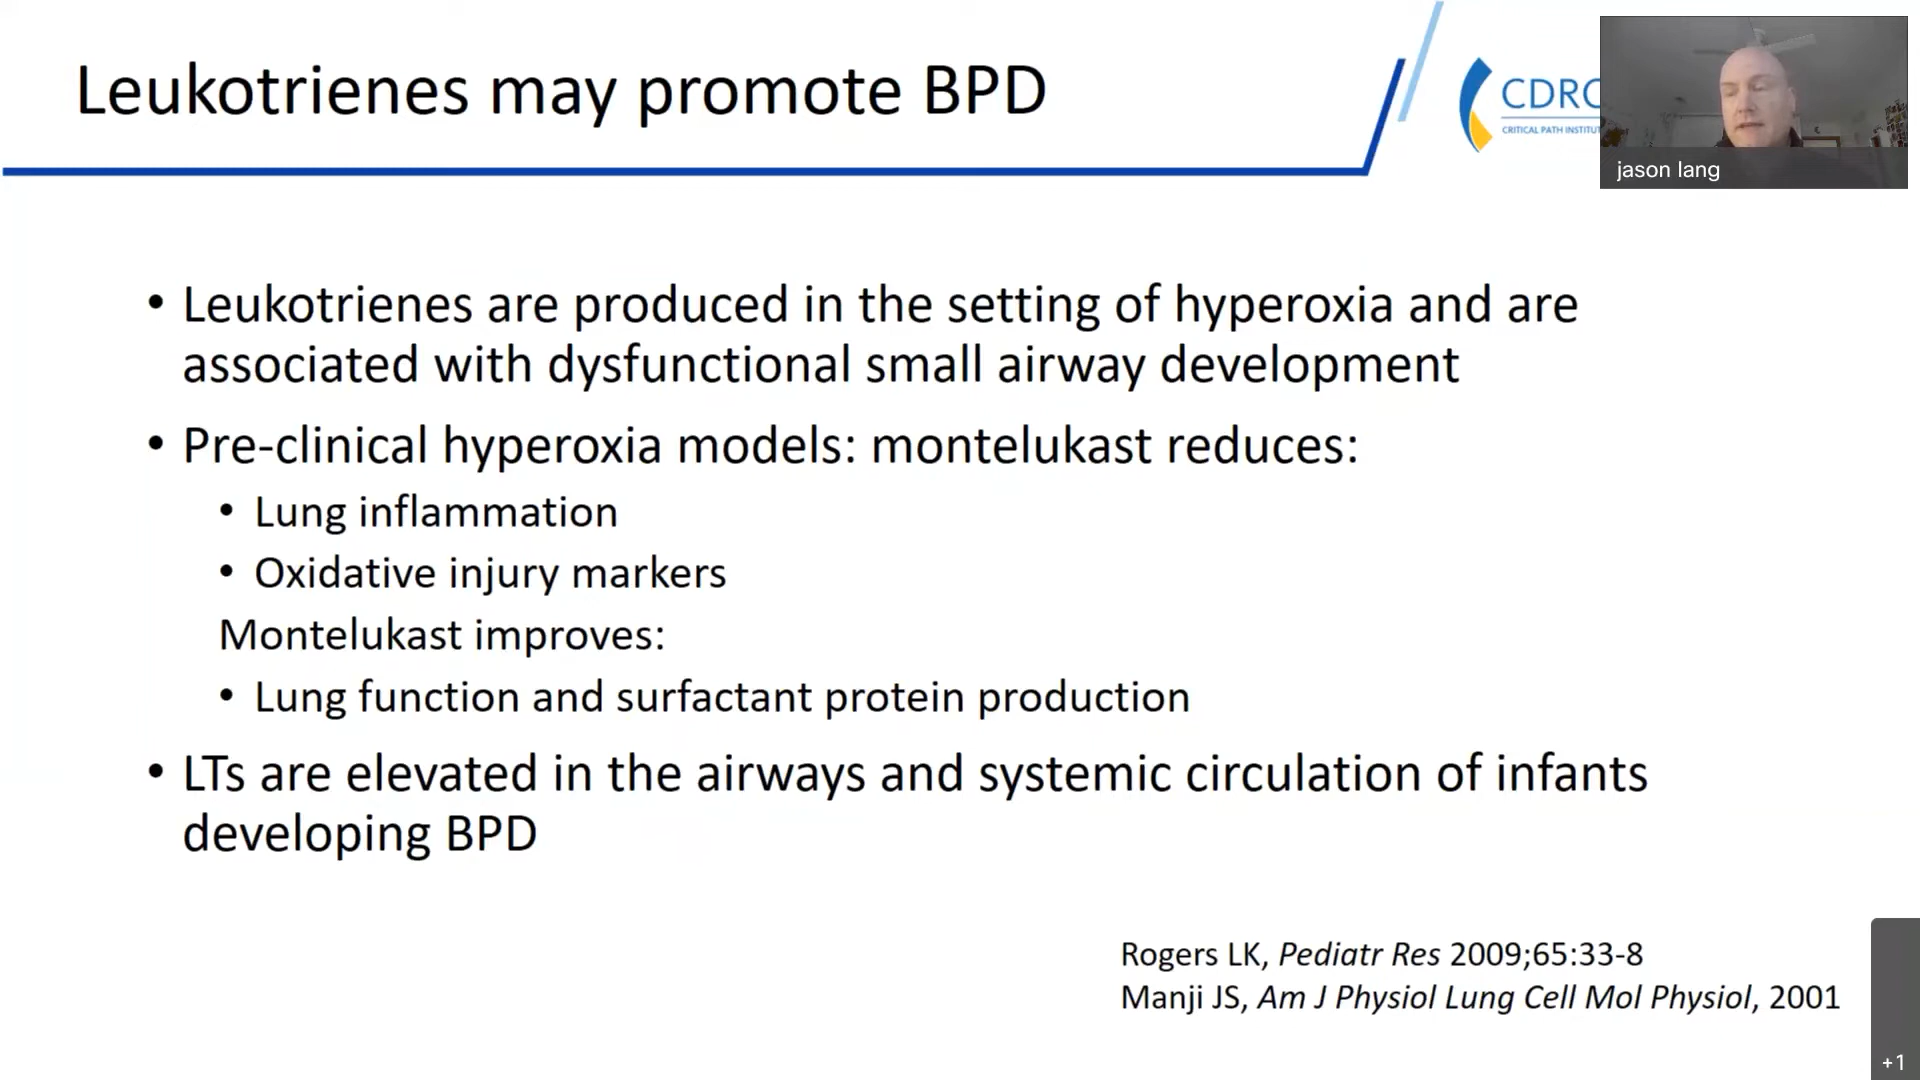 Leukotrienes may promote BPD
CDRC
CRITICAL PATH INSTITUT
jason lang
• Leukotrienes are produced in the setting of hyperoxia and are
associated with dysfunctional small airway development
• Pre-clinical hyperoxia models: montelukast reduces:
• Lung inflammation
• Oxidative injury markers
Montelukast improves:
• Lung function and surfactant protein production
• LTs are elevated in the airways and systemic circulation of infants
developing BPD
Rogers LK, Pediatr Res 2009;65:33-8
Manji JS, Am J Physiol Lung Cell Mol Physiol, 2001
+1